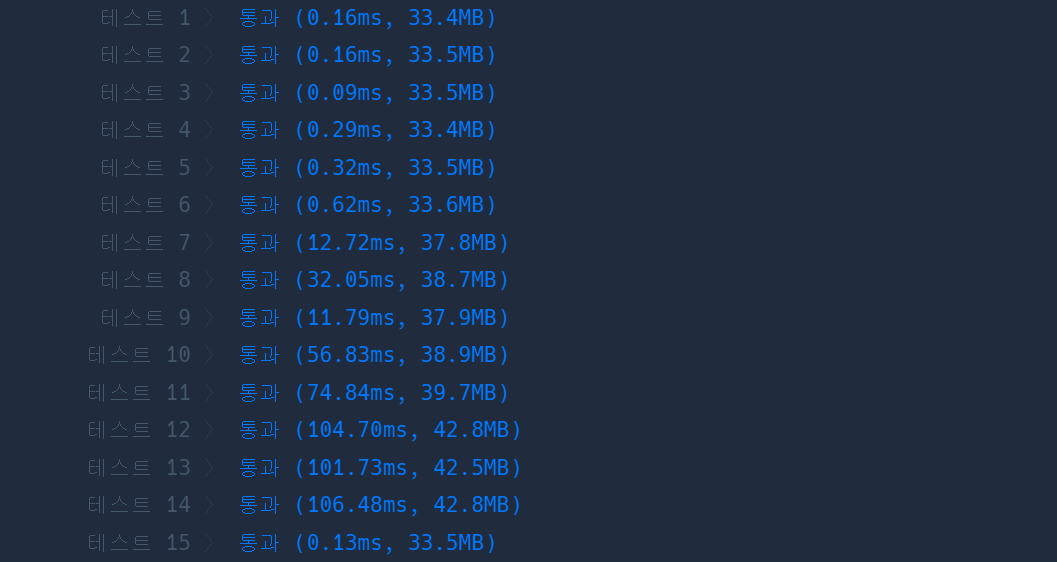 테스트 1 〉 통과 (0.16ms, 33.4MB)
테스트 2 〉 통과 (0.16ms, 33.5MB)
테스트 3 〉 통과 (0.09ms, 33.5MB)
테스트 4 〉 통과 (0.29ms, 33.4MB)
테스트 5 〉 통과 (0.32ms, 33.5MB)
테스트 6 〉 통과 (0.62ms, 33.6MB)
테스트 7 〉 통과 (12.72ms, 37.8MB)
테스트 8 〉 통과 (32.05ms, 38.7MB)
테스트 9 〉 통과 (11.79ms, 37.9MB)
테스트 10 〉 통과 (56.83ms, 38.9MB)
테스트 11 〉 통과 (74.84ms, 39.7MB)
테스트 12 〉 통과 (104.70ms, 42.8MB)
테스트 13 〉 통과 (101.73ms, 42.5MB)
테스트 14 〉 통과 (106.48ms, 42.8MB)
테스트 15 〉 통과 (0.13ms, 33.5MB)